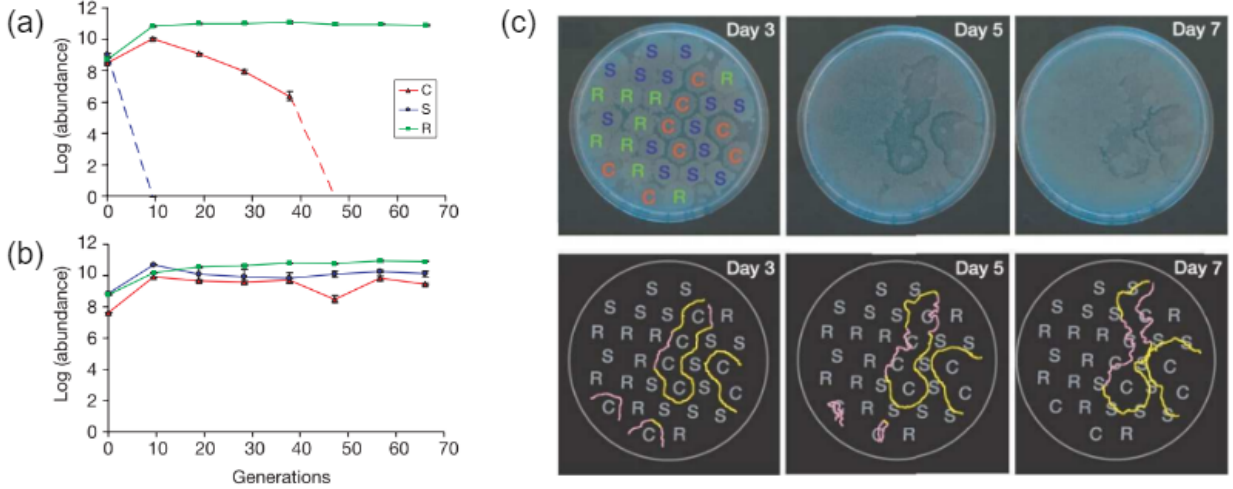 (a)
12
10
8
6
4
2
0
Log (abundance)
C
S
R
0 10 20 30 40 50 60 70
(b)
12
10
8
6
4
2
0
Log (abundance)
0 10 20 30 40 50 60 70
Generations
(c)
Day 3
S S
S S S C R
R R R C S S
S R C S C
R R S C S C
C R S S S
C R
Day 5
Day 7
Day 3
S S
S S S C R
R R R C S S
S R C S C
R R S C S C
C R S S S
C R
Day 5
S S
S S S C R
R R R C S S
S R C S C
R R S C S C
C R S S S
C R
Day 7
S S
S S S C R
R R R C S S
S R C S C
R R S C S C
C R S S S
C R